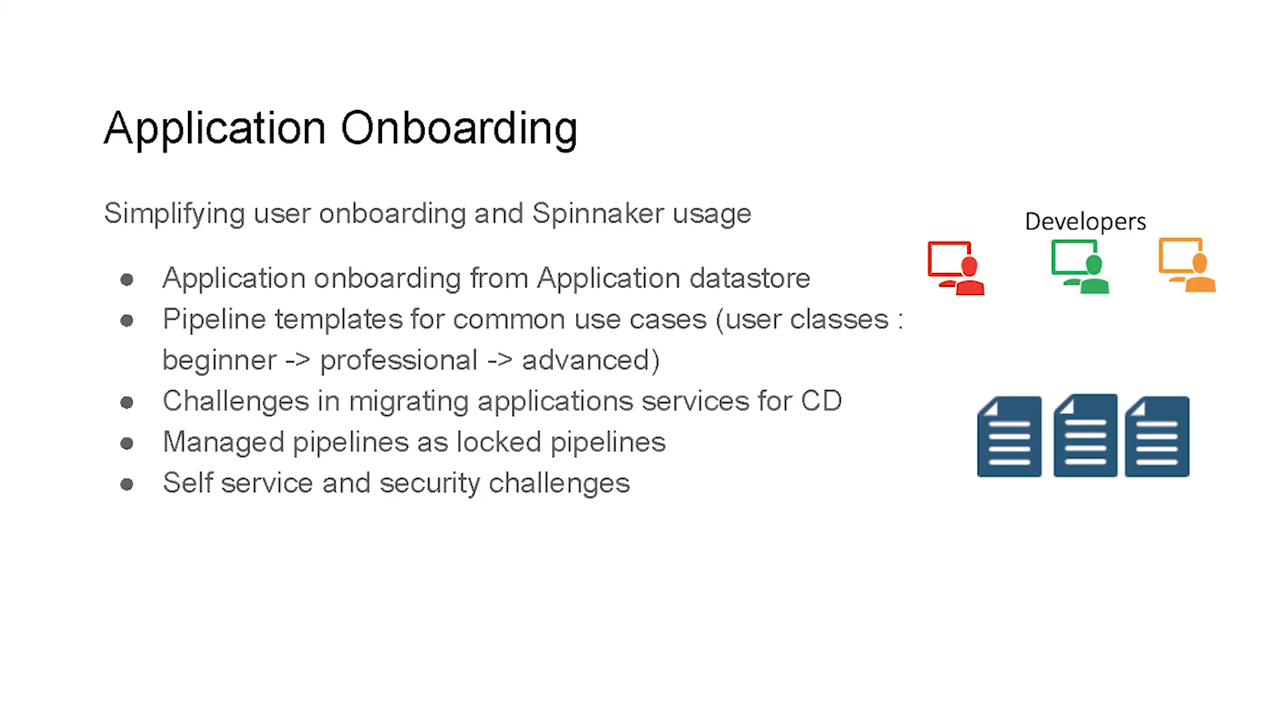 Application Onboarding
Simplifying user onboarding and Spinnaker usage
Developers
● Application onboarding from Application datastore
● Pipeline templates for common use cases (user classes :
beginner -> professional -> advanced)
● Challenges in migrating applications services for CD
● Managed pipelines as locked pipelines
● Self service and security challenges